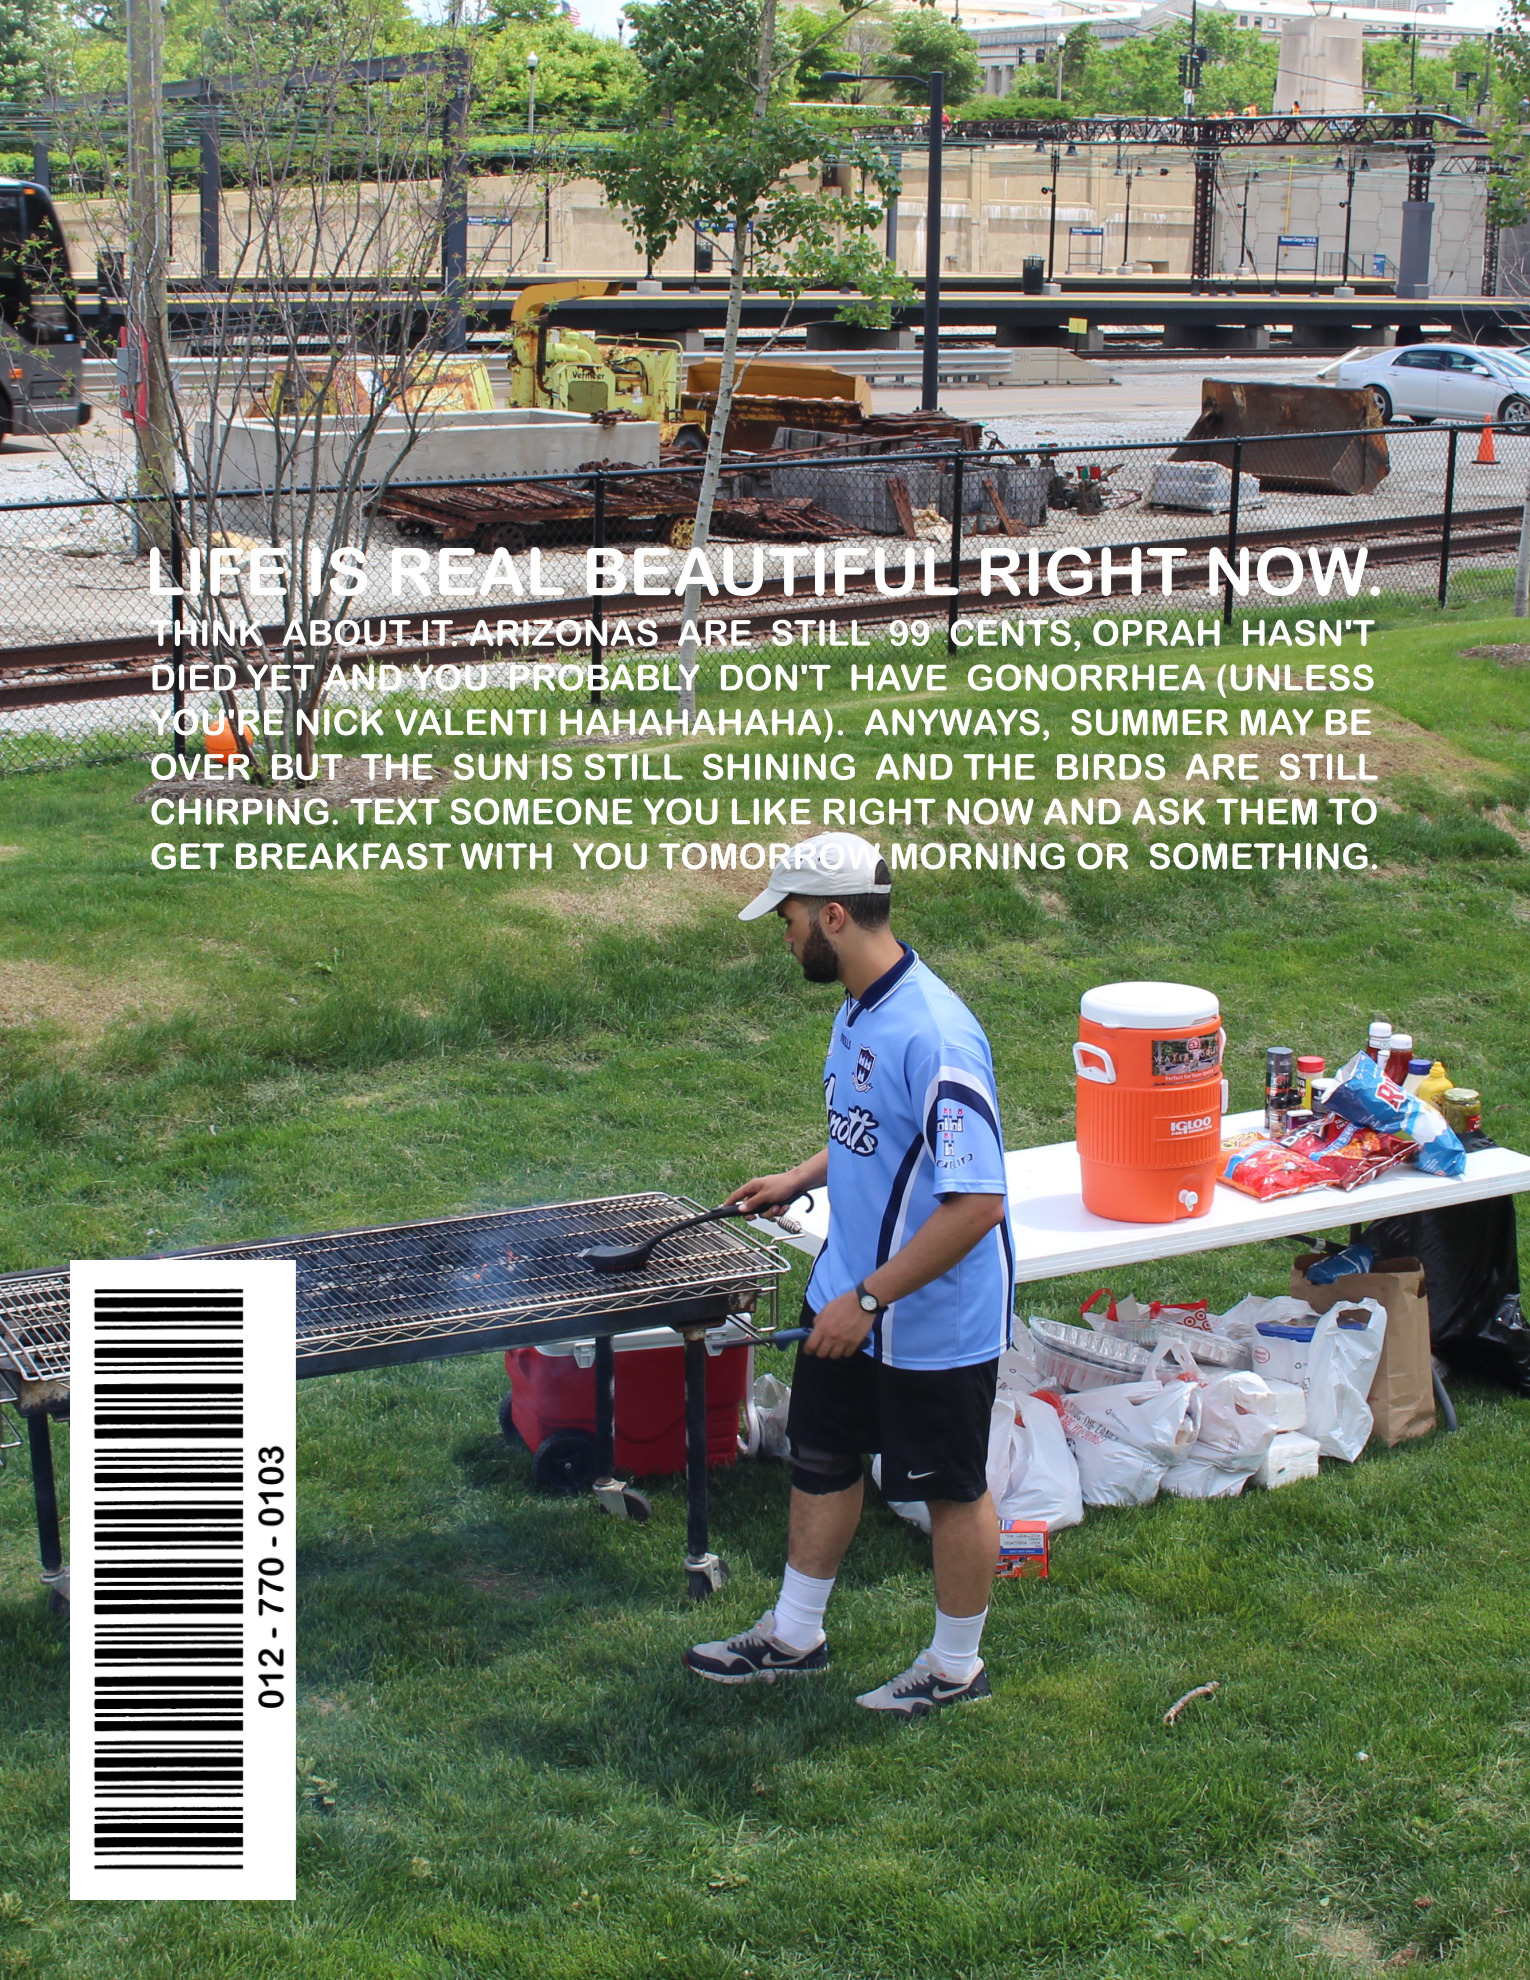 Vermeer
LIFE IS REAL BEAUTIFUL RIGHT NOW.
THINK ABOUT IT. ARIZONAS ARE STILL 99 CENTS, OPRAH HASN'T
DIED YET AND YOU PROBABLY DON'T HAVE GONORRHEA (UNLESS
YOU'RE NICK VALENTI HAHAHAHAHA). ANYWAYS, SUMMER MAY BE
OVER BUT THE SUN IS STILL SHINING AND THE BIRDS ARE STILL
CHIRPING. TEXT SOMEONE YOU LIKE RIGHT NOW AND ASK THEM TO
GET BREAKFAST WITH YOU TOMORROW MORNING OR SOMETHING.
IGLOO
012 - 770 - 0103